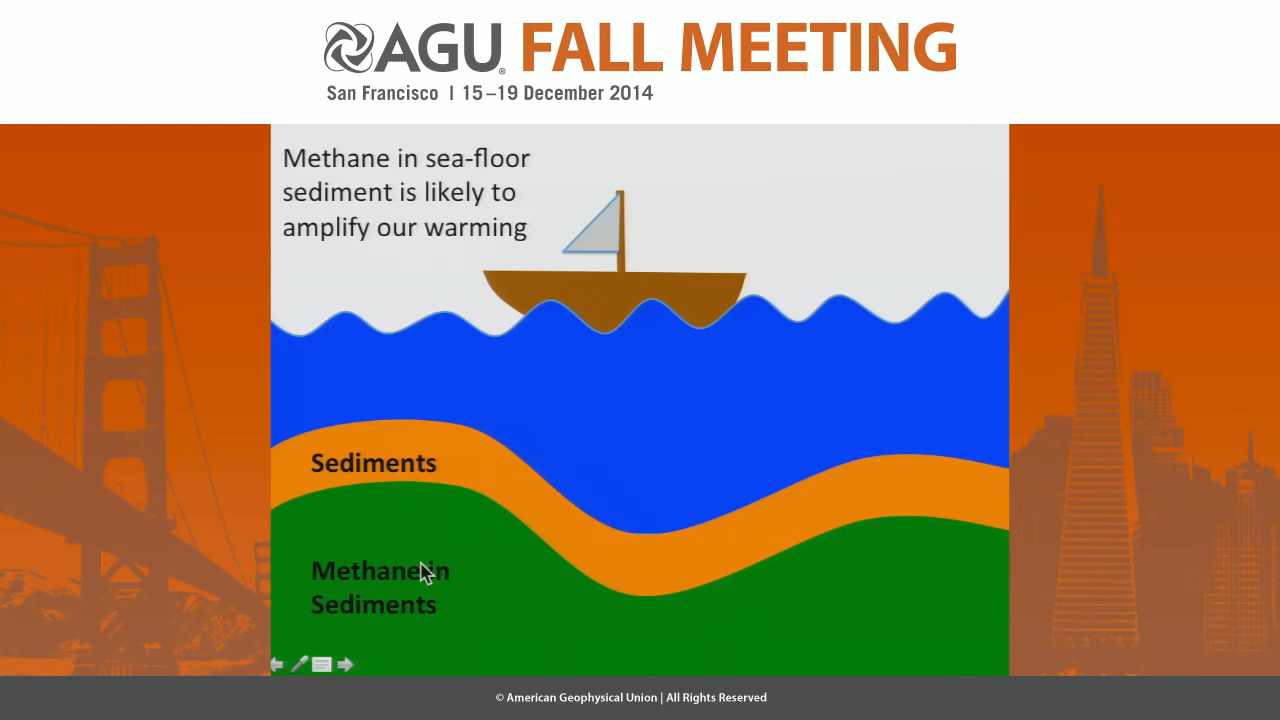 AGU® FALL MEETING
San Francisco | 15–19 December 2014
Methane in sea-floor
sediment is likely to
amplify our warming
Sediments
Methane in
Sediments
© American Geophysical Union | All Rights Reserved